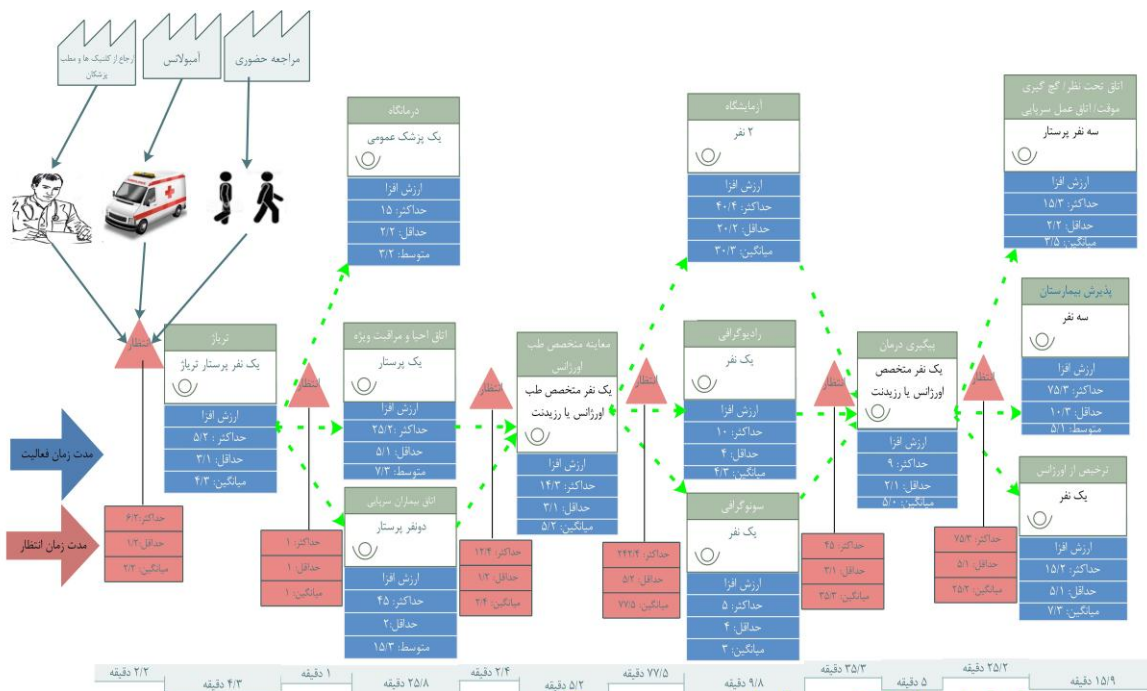 ارجاع از کلنیک ها و مطب
پزشکان
آمبولانس
مراجعه حضوری
درمانگاه
یک پزشک عمومی
ارزش افزا
حداکثر: ۱۵
حداقل: ۲/۲
متوسط: ۳/۲
آزمایشگاه
۲ نفر
ارزش افزا
حداکثر: ۴۰/۴
حداقل: ۲۰/۲
میانگین: ۳۰/۳
اتاق تحت نظر/ گچ گیری
موقت/ اتاق عمل سرپایی
سه نفر پرستار
ارزش افزا
حداکثر: ۱۵/۳
حداقل: ۲/۲
میانگین: ۳/۵
انتظار
تریاژ
یک نفر پرستار تریاژ
ارزش افزا
حداکثر : ۵/۲
حداقل: ۳/۱
میانگین: ۴/۳
انتظار
اتاق احیا و مراقبت ویژه
یک پرستار
ارزش افزا
حداکثر: ۲۵/۲
حداقل: ۵/۱
متوسط: ۷/۳
انتظار
معاینه متخصص طب
اورژانس
یک نفر متخصص طب
اورژانس یا رزیدنت
ارزش افزا
حداکثر: ۱۴/۳
حداقل: ۳/۱
میانگین: ۵/۲
انتظار
رادیوگرافی
یک نفر
ارزش افزا
حداکثر: ۱۰
حداقل: ۴
میانگین: ۴/۳
انتظار
پیگیری درمان
یک نفر متخصص
اورژانس یا رزیدنت
ارزش افزا
حداکثر: ۹
حداقل: ۲/۱
میانگین: ۵/۰
انتظار
پذیرش بیمارستان
سه نفر
ارزش افزا
حداکثر: ۷۵/۳
حداقل: ۱۰/۳
متوسط: ۵/۱
اتاق بیماران سرپایی
دونفر پرستار
ارزش افزا
حداکثر: ۴۵
حداقل:۲
متوسط: ۱۵/۳
سونوگرافی
یک نفر
ارزش افزا
حداکثر: ۵
حداقل: ۴
میانگین: ۳
ترخیص از اورژانس
یک نفر
ارزش افزا
حداکثر: ۱۵/۲
حداقل: ۵/۱
میانگین: ۷/۳
مدت زمان فعالیت
مدت زمان انتظار
حداکثر:۶/۲
حداقل:۱/۲
میانگین: ۲/۲
حداکثر: ۱
حداقل: ۱
میانگین: ۱
حداکثر: ۱۲/۴
حداقل: ۱/۲
میانگین: ۲/۴
حداکثر: ۲۴۲/۴
حداقل: ۵/۲
میانگین: ۷۷/۵
حداکثر: ۴۵
حداقل: ۳/۱
میانگین: ۳۵/۳
حداکثر: ۷۵/۳
حداقل: ۵/۱
میانگین: ۲۵/۲
۲/۲ دقیقه
۴/۳ دقیقه
۱ دقیقه
۲۵/۸ دقیقه
۲/۴ دقیقه
۵/۲ دقیقه
۷۷/۵ دقیقه
۹/۸ دقیقه
۳۵/۳ دقیقه
۵ دقیقه
۲۵/۲ دقیقه
۱۵/۹ دقیقه